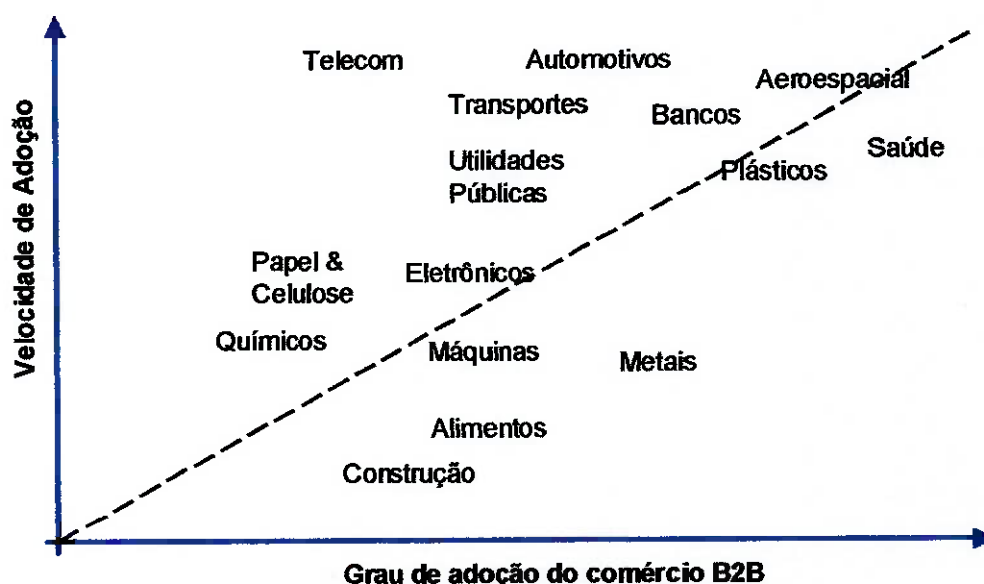 Velocidade de Adoção
Telecom
Automotivos
Aeroespacial
Transportes
Bancos
Saúde
Utilidades
Públicas
Plásticos
Papel &
Celulose
Eletrônicos
Químicos
Máquinas
Metais
Alimentos
Construção
Grau de adoção do comércio B2B